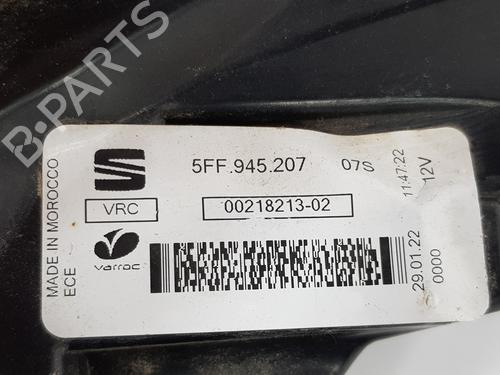 B-PARTS
5FF.945.207 07S
VRC 00218213-02
varroc
MADE IN MOROCCO
ECE
11:47:22
12V
29.01.22
0000